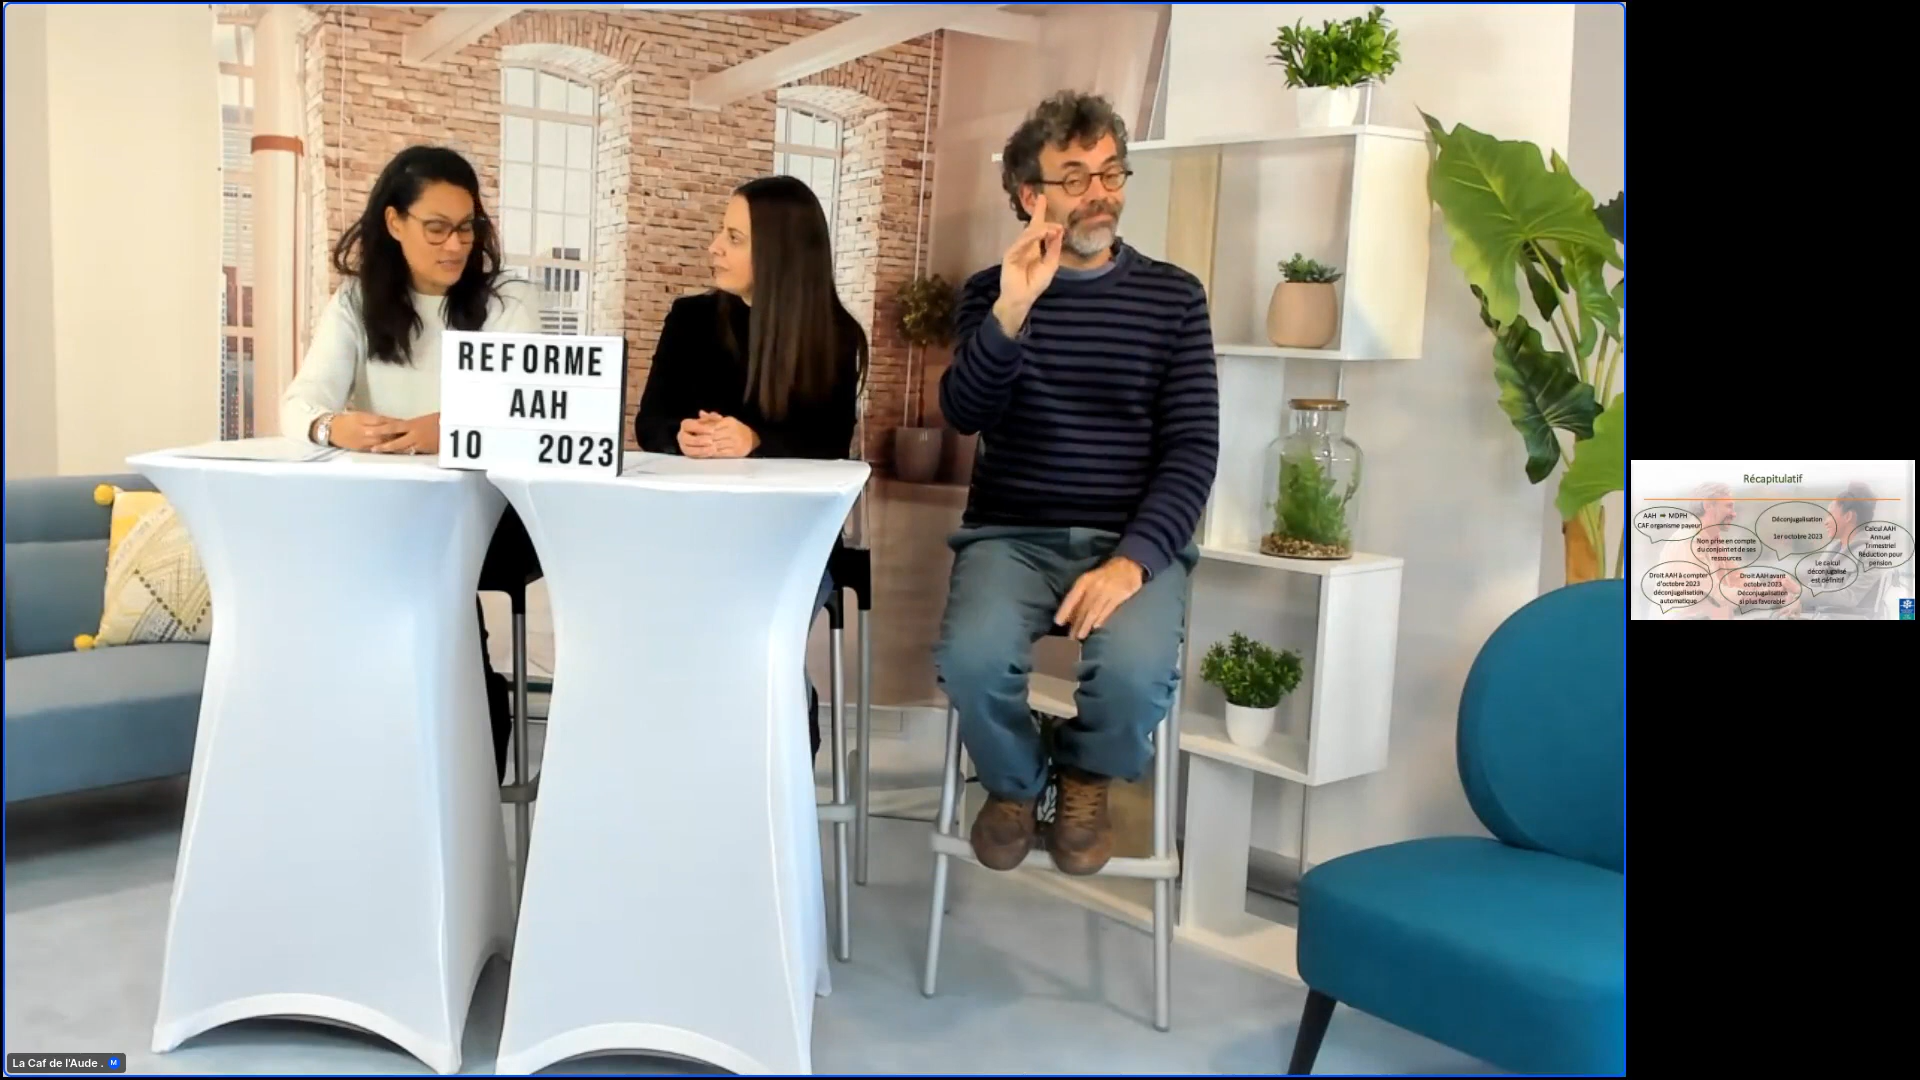 REFORME
AAH
10 2023
La Caf de l'Aude .
M
Récapitulatif
AAH ➡ MDPH
CAF organisme payeur
Non prise en compte
du conjoint et de ses
ressources
Déconjugalisation
1er octobre 2023
Calcul AAH
Annuel
Trimestriel
Réduction pour
pension
Droit AAH à compter
d'octobre 2023
déconjugalisation
automatique
Droit AAH avant
octobre 2023
Déconjugalisation
si plus favorable
Le calcul
déconjugalisé
est définitif